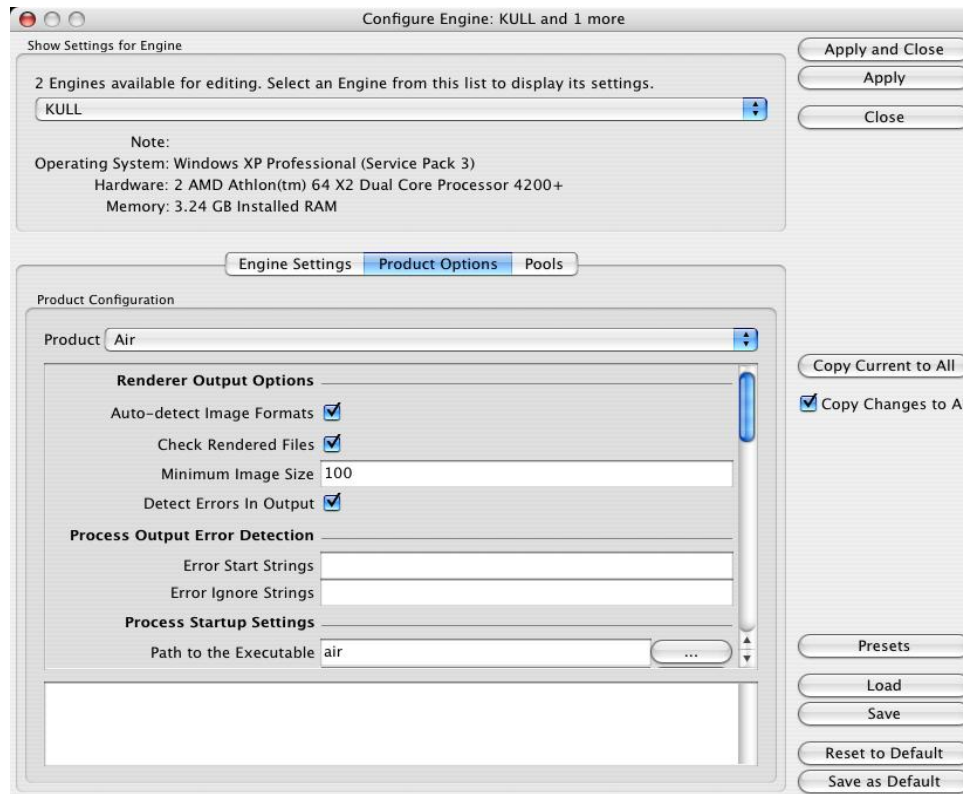 Configure Engine: KULL and 1 more
Show Settings for Engine
2 Engines available for editing. Select an Engine from this list to display its settings.
KULL
Note:
Operating System: Windows XP Professional (Service Pack 3)
Hardware: 2 AMD Athlon(tm) 64 X2 Dual Core Processor 4200+
Memory: 3.24 GB Installed RAM
Apply and Close
Apply
Close
Engine Settings Product Options Pools
Product Configuration
Product Air
Renderer Output Options
Auto-detect Image Formats
Check Rendered Files
Minimum Image Size 100
Detect Errors In Output
Process Output Error Detection
Error Start Strings
Error Ignore Strings
Process Startup Settings
Path to the Executable air ...
Copy Current to All
Copy Changes to A
Presets
Load
Save
Reset to Default
Save as Default